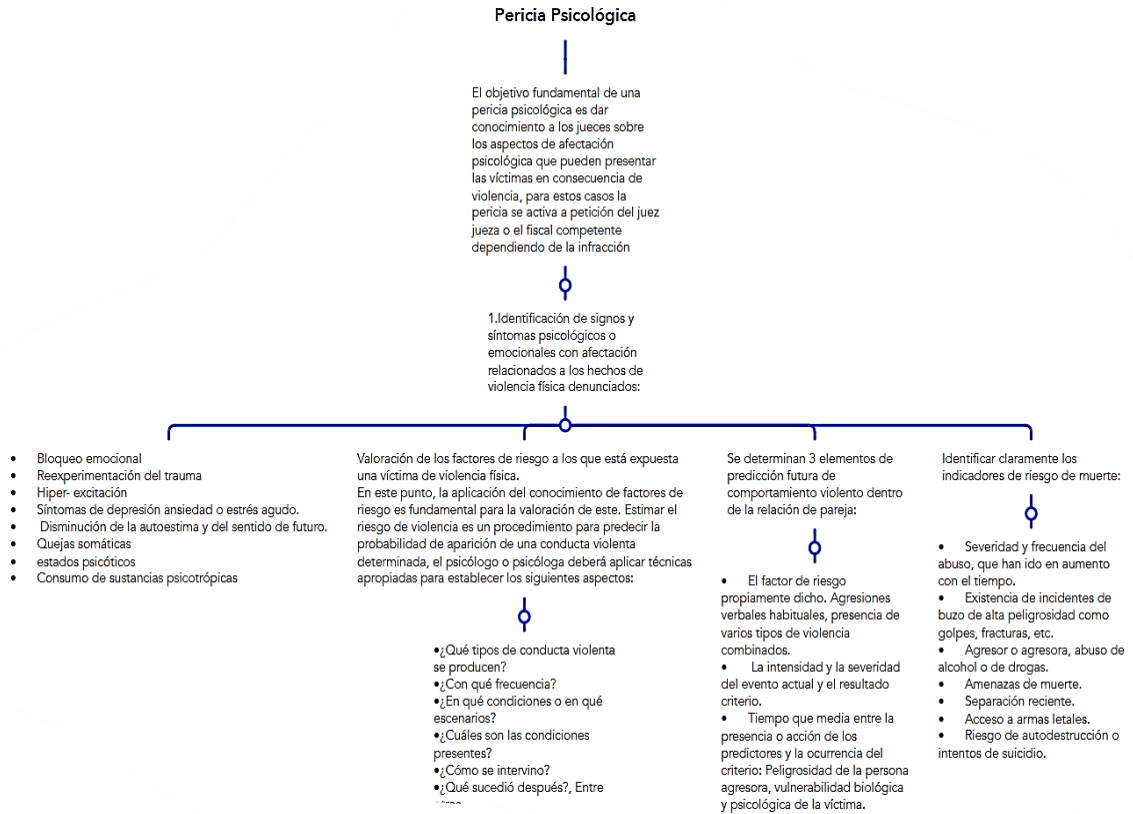 Pericia Psicológica
El objetivo fundamental de una
pericia psicológica es dar
conocimiento a los jueces sobre
los aspectos de afectación
psicológica que pueden presentar
las víctimas en consecuencia de
violencia, para estos casos la
pericia se activa a petición del juez
jueza o el fiscal competente
dependiendo de la infracción
1.Identificación de signos y
síntomas psicológicos o
emocionales con afectación
relacionados a los hechos de
violencia física denunciados:
• Bloqueo emocional
• Reexperimentación del trauma
• Hiper- excitación
• Síntomas de depresión ansiedad o estrés agudo.
• Disminución de la autoestima y del sentido de futuro.
• Quejas somáticas
• estados psicóticos
• Consumo de sustancias psicotrópicas
Valoración de los factores de riesgo a los que está expuesta
una víctima de violencia física.
En este punto, la aplicación del conocimiento de factores de
riesgo es fundamental para la valoración de este. Estimar el
riesgo de violencia es un procedimiento para predecir la
probabilidad de aparición de una conducta violenta
determinada, el psicólogo o psicóloga deberá aplicar técnicas
apropiadas para establecer los siguientes aspectos:
•¿Qué tipos de conducta violenta
se producen?
•¿Con qué frecuencia?
•¿En qué condiciones o en qué
escenarios?
•¿Cuáles son las condiciones
presentes?
•¿Cómo se intervino?
•¿Qué sucedió después?, Entre
Se determinan 3 elementos de
predicción futura de
comportamiento violento dentro
de la relación de pareja:
• El factor de riesgo
propiamente dicho. Agresiones
verbales habituales, presencia de
varios tipos de violencia
combinados.
• La intensidad y la severidad
del evento actual y el resultado
criterio.
• Tiempo que media entre la
presencia o acción de los
predictores y la ocurrencia del
criterio: Peligrosidad de la persona
agresora, vulnerabilidad biológica
y psicológica de la víctima.
Identificar claramente los
indicadores de riesgo de muerte:
• Severidad y frecuencia del
abuso, que han ido en aumento
con el tiempo.
• Existencia de incidentes de
buzo de alta peligrosidad como
golpes, fracturas, etc.
• Agresor o agresora, abuso de
alcohol o de drogas.
• Amenazas de muerte.
• Separación reciente.
• Acceso a armas letales.
• Riesgo de autodestrucción o
intentos de suicidio.